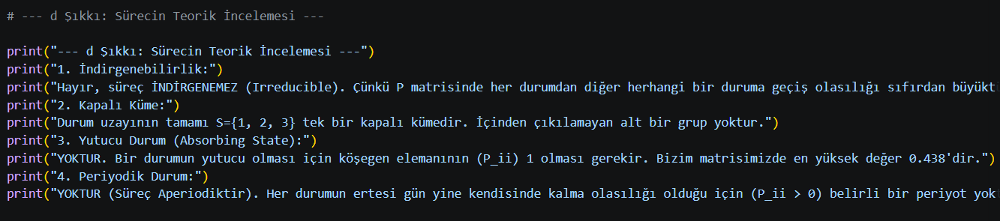 # --- d Şıkkı: Sürecin Teorik İncelemesi ---
print("--- d Şıkkı: Sürecin Teorik İncelemesi ---")
print("1. İndirgenebilirlik:")
print("Hayır, süreç İNDİRGENEMEZ (Irreducible). Çünkü P matrisinde her durumdan diğer herhangi bir duruma geçiş olasılığı sıfırdan büyükt
print("2. Kapalı Küme:")
print("Durum uzayının tamamı S={1, 2, 3} tek bir kapalı kümedir. İçinden çıkılamayan alt bir grup yoktur.")
print("3. Yutucu Durum (Absorbing State):")
print("YOKTUR. Bir durumun yutucu olması için köşegen elemanının (P_ii) 1 olması gerekir. Bizim matrisimizde en yüksek değer 0.438'dir.")
print("4. Periyodik Durum:")
print("YOKTUR (Süreç Aperiodiktir). Her durumun ertesi gün yine kendisinde kalma olasılığı olduğu için (P_ii > 0) belirli bir periyot yok